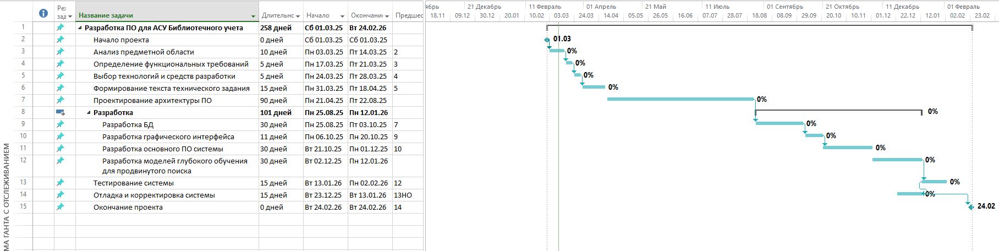 Ре» зад
Название задачи
Длительнс
Начало
Окончание
Предшес
ябрь 21 Декабрь 11 Февраль 01 Апрель 21 Май 11 Июль 01 Сентябрь 21 Октябрь 11 Декабрь 01 Февраль
18.11 09.12 30.12 20.01 10.02 03.03 24.03 14.04 05.05 26.05 16.06 07.07 28.07 18.08 08.09 29.09 20.10 10.11 01.12 22.12 12.01 02.02 23.02
1 Разработка ПО для АСУ Библиотечного учета 258 дней Сб 01.03.25 Вт 24.02.26
2 Начало проекта 0 дней Сб 01.03.25 Сб 01.03.25 01.03
3 Анализ предметной области 10 дней Пн 03.03.25 Пт 14.03.25 2 0%
4 Определение функциональных требований 5 дней Пн 17.03.25 Пт 21.03.25 3 0%
5 Выбор технологий и средств разработки 5 дней Пн 24.03.25 Пт 28.03.25 4 0%
6 Формирование текста технического задания 15 дней Пн 31.03.25 Пт 18.04.25 5 0%
7 Проектирование архитектуры ПО 90 дней Пн 21.04.25 Пт 22.08.25 0%
8 Разработка 101 дней Пн 25.08.25 Пн 12.01.26 0%
9 Разработка БД 30 дней Пн 25.08.25 Пт 03.10.25 7 0%
10 Разработка графического интерфейса 11 дней Пн 06.10.25 Пн 20.10.25 9 0%
11 Разработка основного ПО системы 30 дней Вт 21.10.25 Пн 01.12.25 10 0%
12 Разработка моделей глубокого обучения 30 дней Вт 02.12.25 Пн 12.01.26 0%
для продвинутого поиска
13 Тестирование системы 15 дней Вт 13.01.26 Пн 02.02.26 12 0%
14 Отладка и корректировка системы 15 дней Вт 23.12.25 Вт 13.01.26 13НО 0%
15 Окончание проекта 0 дней Вт 24.02.26 Вт 24.02.26 14 24.02
МА ГАНТА С ОТСЛЕЖИВАНИЕМ